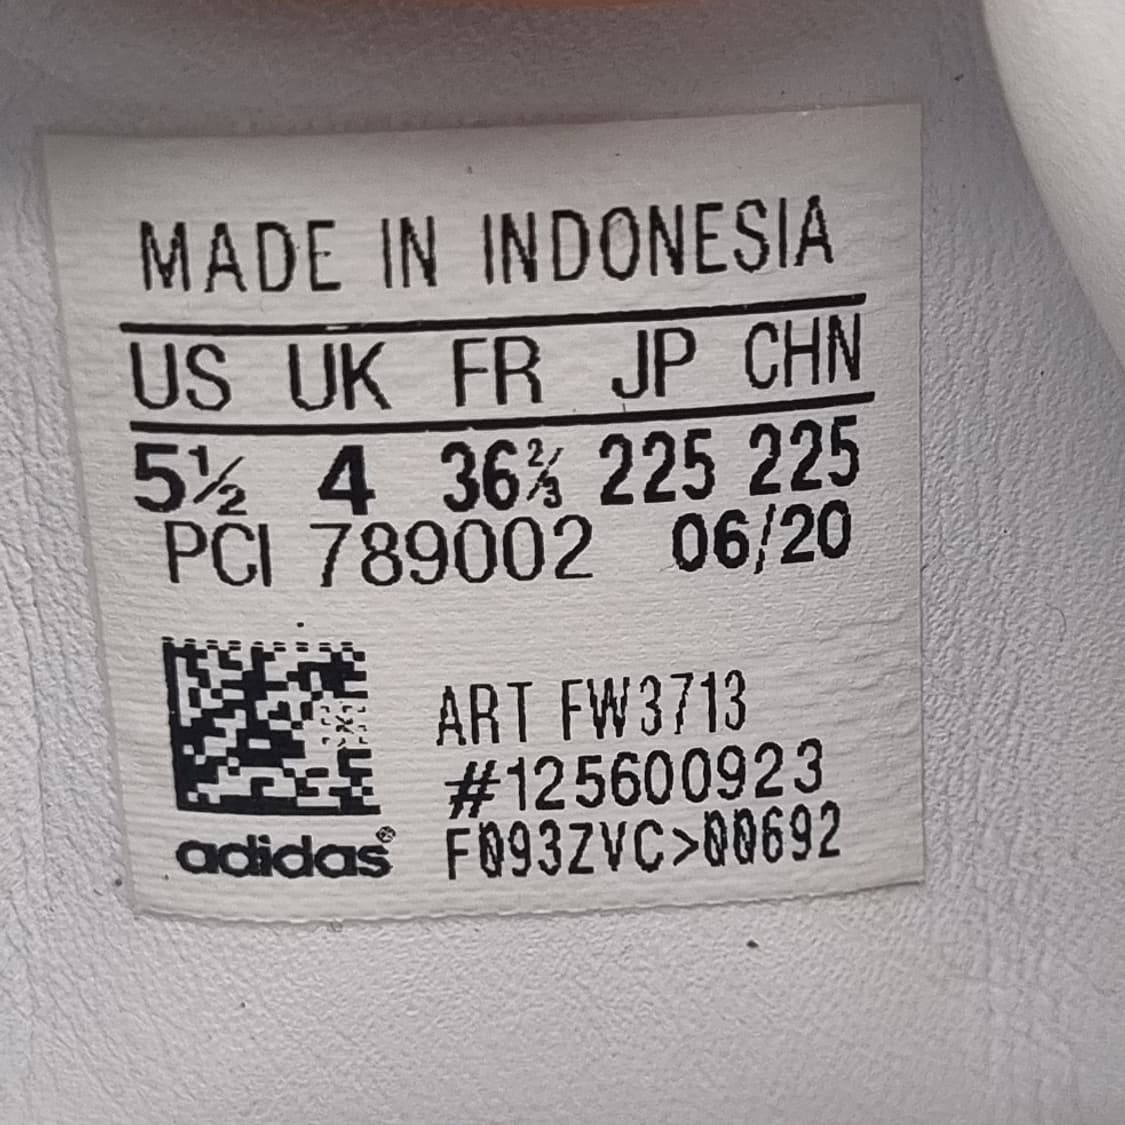 MADE IN INDONESIA
US UK FR JP CHN
5½ 4 36⅔ 225 225
PCI 789002 06/20
ART FW3713
#125600923
adidas® F093ZVC>00692